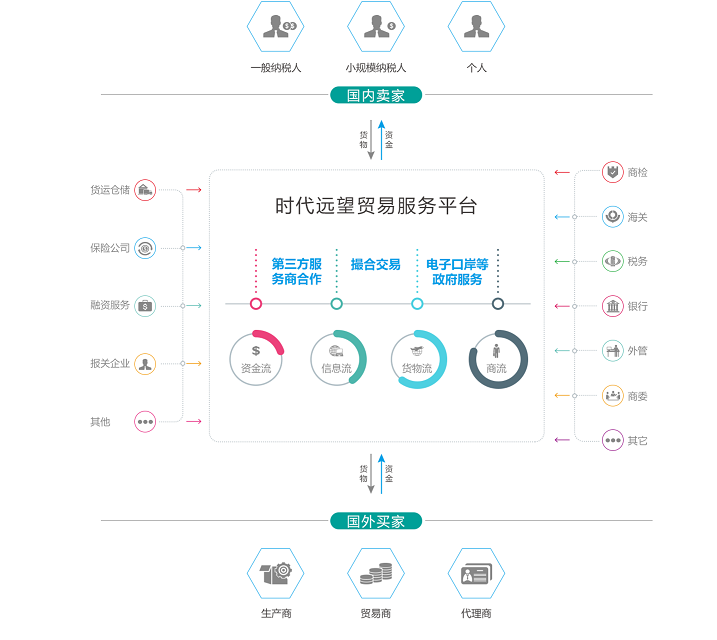 一般纳税人 小规模纳税人 个人
国内卖家
货物 资金
时代远望贸易服务平台
货运仓储
保险公司
融资服务
报关企业
其他
第三方服
务商合作
撮合交易
电子口岸等
政府服务
$ 资金流
信息流
货物流
商流
商检
海关
税务
银行
外管
商委
其它
货物 资金
国外买家
生产商 贸易商 代理商